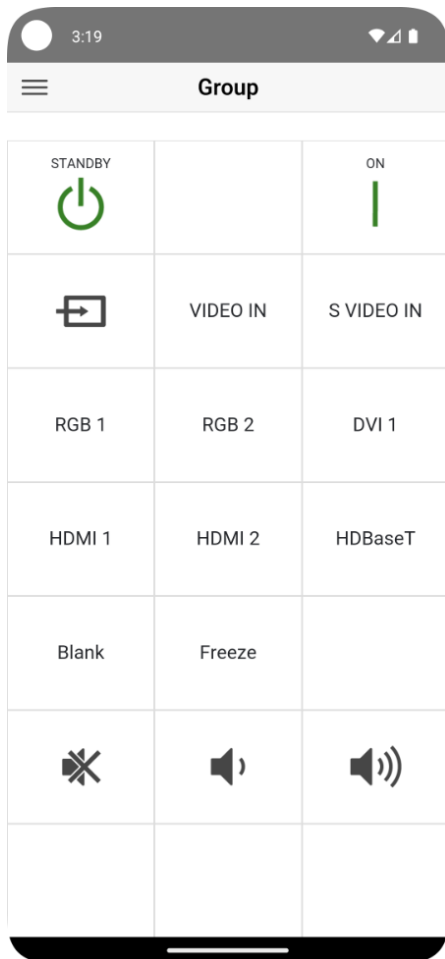 3:19
Group
STANDBY
ON
VIDEO IN
S VIDEO IN
RGB 1
RGB 2
DVI 1
HDMI 1
HDMI 2
HDBaseT
Blank
Freeze